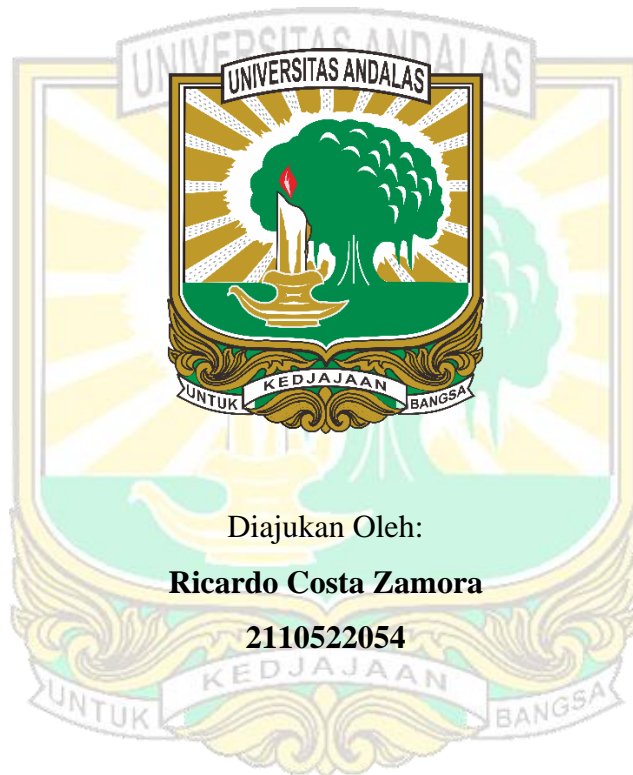 UNIVERSITAS ANDALAS
UNIVERSITAS ANDALAS
UNTUK KEDJAJAAN BANGSA
Diajukan Oleh:
Ricardo Costa Zamora
2110522054
UNTUK KEDJAJAAN BANGSA